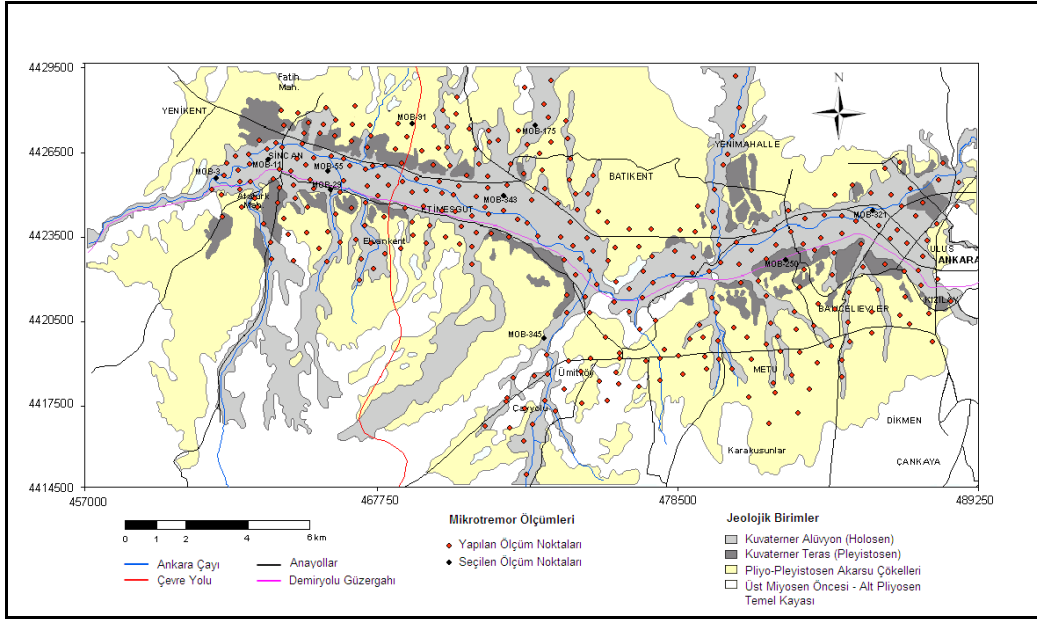 4429500
4426500
4423500
4420500
4417500
4414500
457000
467750
478500
489250
N
Fatih
Mah.
YENİKENT
MOB-91
MOB-175
YENİMAHALLE
SİNCAN
MOB-3
MOB-11
MOB-55
MOB-29
BATIKENT
Atatürk
Mah.
ETİMESGUT
MOB-343
MOB-321
Elvankent
ULUS
ANKARA
MOB-250
KIZILAY
BAHÇELİEVLER
MOB-345
Ümitköy
METU
Çayyolu
DİKMEN
Karakusunlar
ÇANKAYA
0 1 2 4 6 km
Ankara Çayı
Çevre Yolu
Anayollar
Demiryolu Güzergahı
Mikrotremor Ölçümleri
Yapılan Ölçüm Noktaları
Seçilen Ölçüm Noktaları
Jeolojik Birimler
Kuvaterner Alüvyon (Holosen)
Kuvaterner Teras (Pleyistosen)
Pliyo-Pleyistosen Akarsu Çökelleri
Üst Miyosen Öncesi - Alt Pliyosen
Temel Kayası